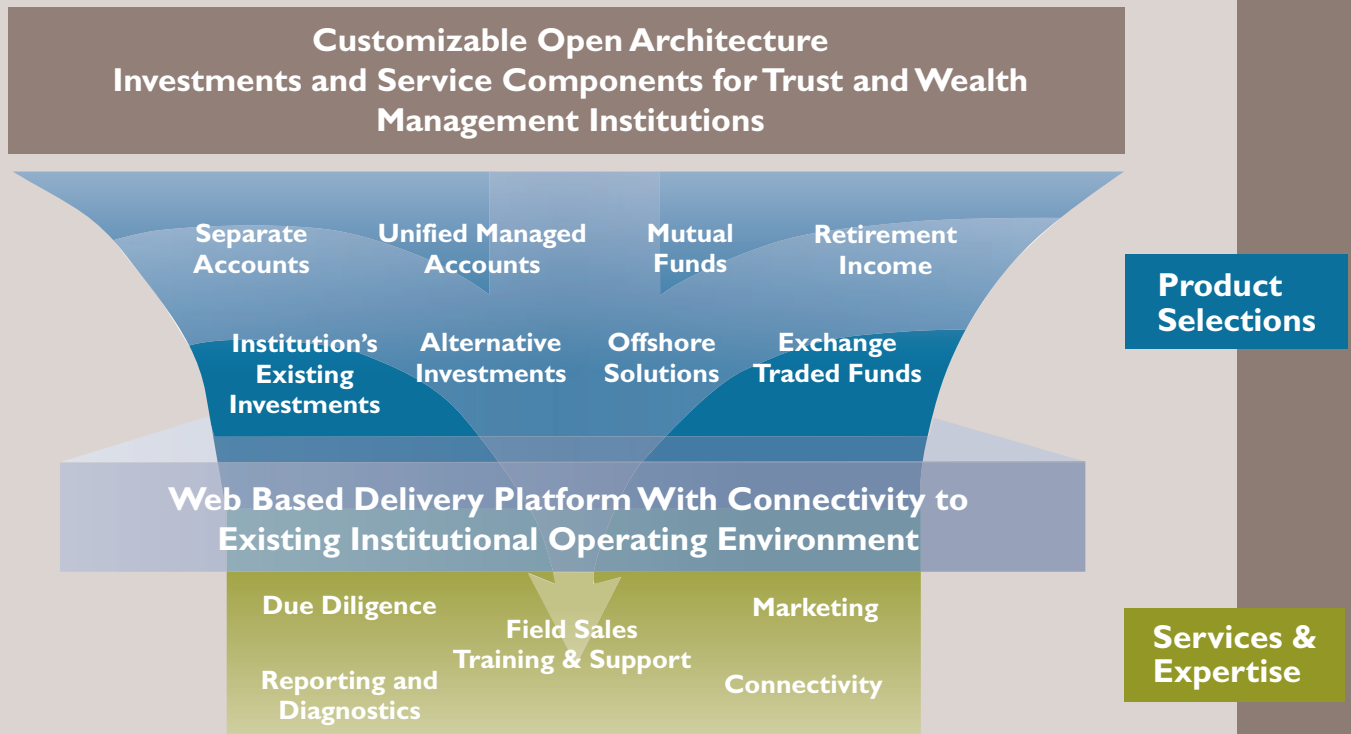 Customizable Open Architecture
Investments and Service Components for Trust and Wealth
Management Institutions
Separate
Accounts
Unified Managed
Accounts
Mutual
Funds
Retirement
Income
Product
Selections
Institution’s
Existing
Investments
Alternative
Investments
Offshore
Solutions
Exchange
Traded Funds
Web Based Delivery Platform With Connectivity to
Existing Institutional Operating Environment
Due Diligence
Field Sales
Training & Support
Marketing
Reporting and
Diagnostics
Connectivity
Services &
Expertise